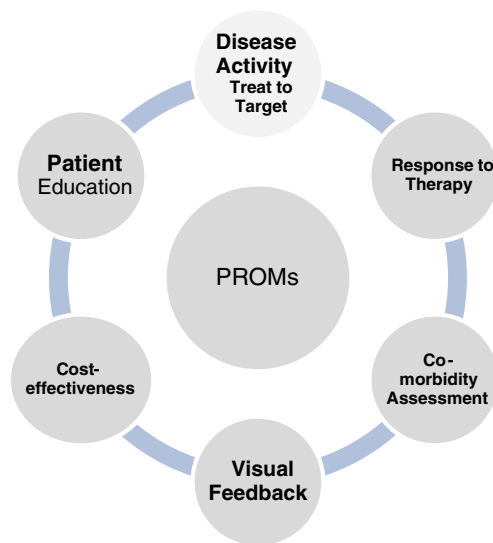 Disease
Activity
Treat to
Target
Response to
Therapy
Co-
morbidity
Assessment
Visual
Feedback
Cost-
effectiveness
Patient
Education
PROMs